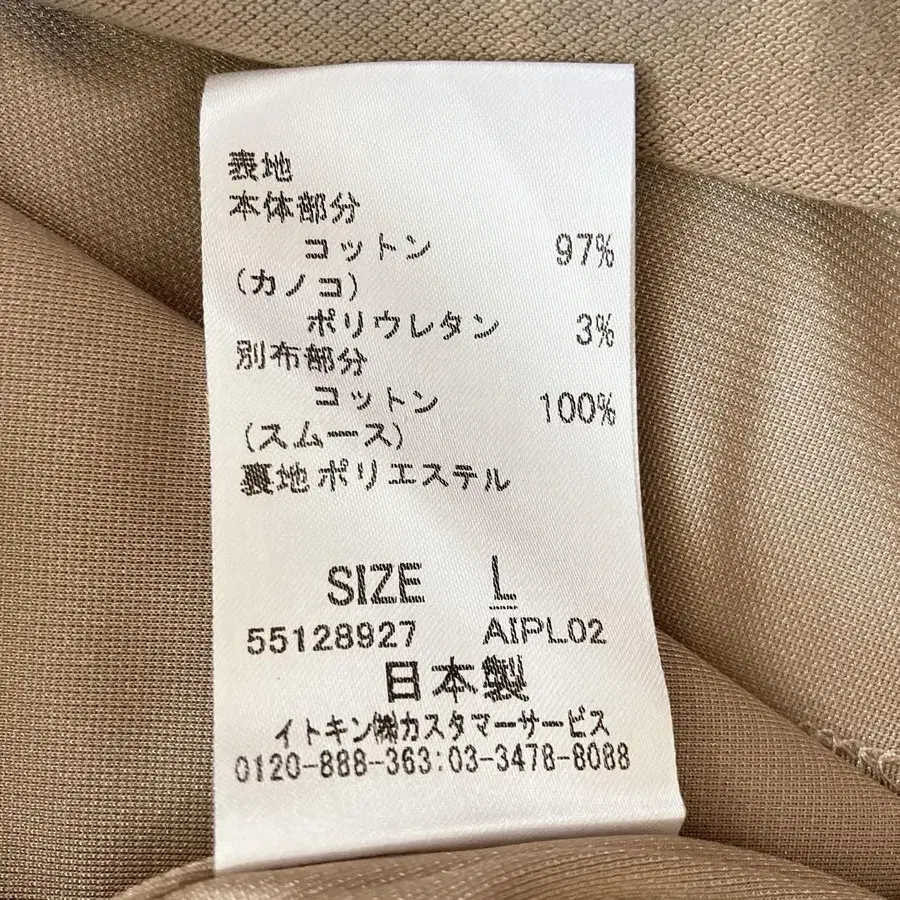 表地
本体部分
コットン 97%
(カノコ)
ポリウレタン 3%
別布部分
コットン 100%
(スムース)
裏地 ポリエステル
SIZE L
55128927 AIPL02
日本製
イトキン㈱カスタマーサービス
0120-888-363:03-3478-8088